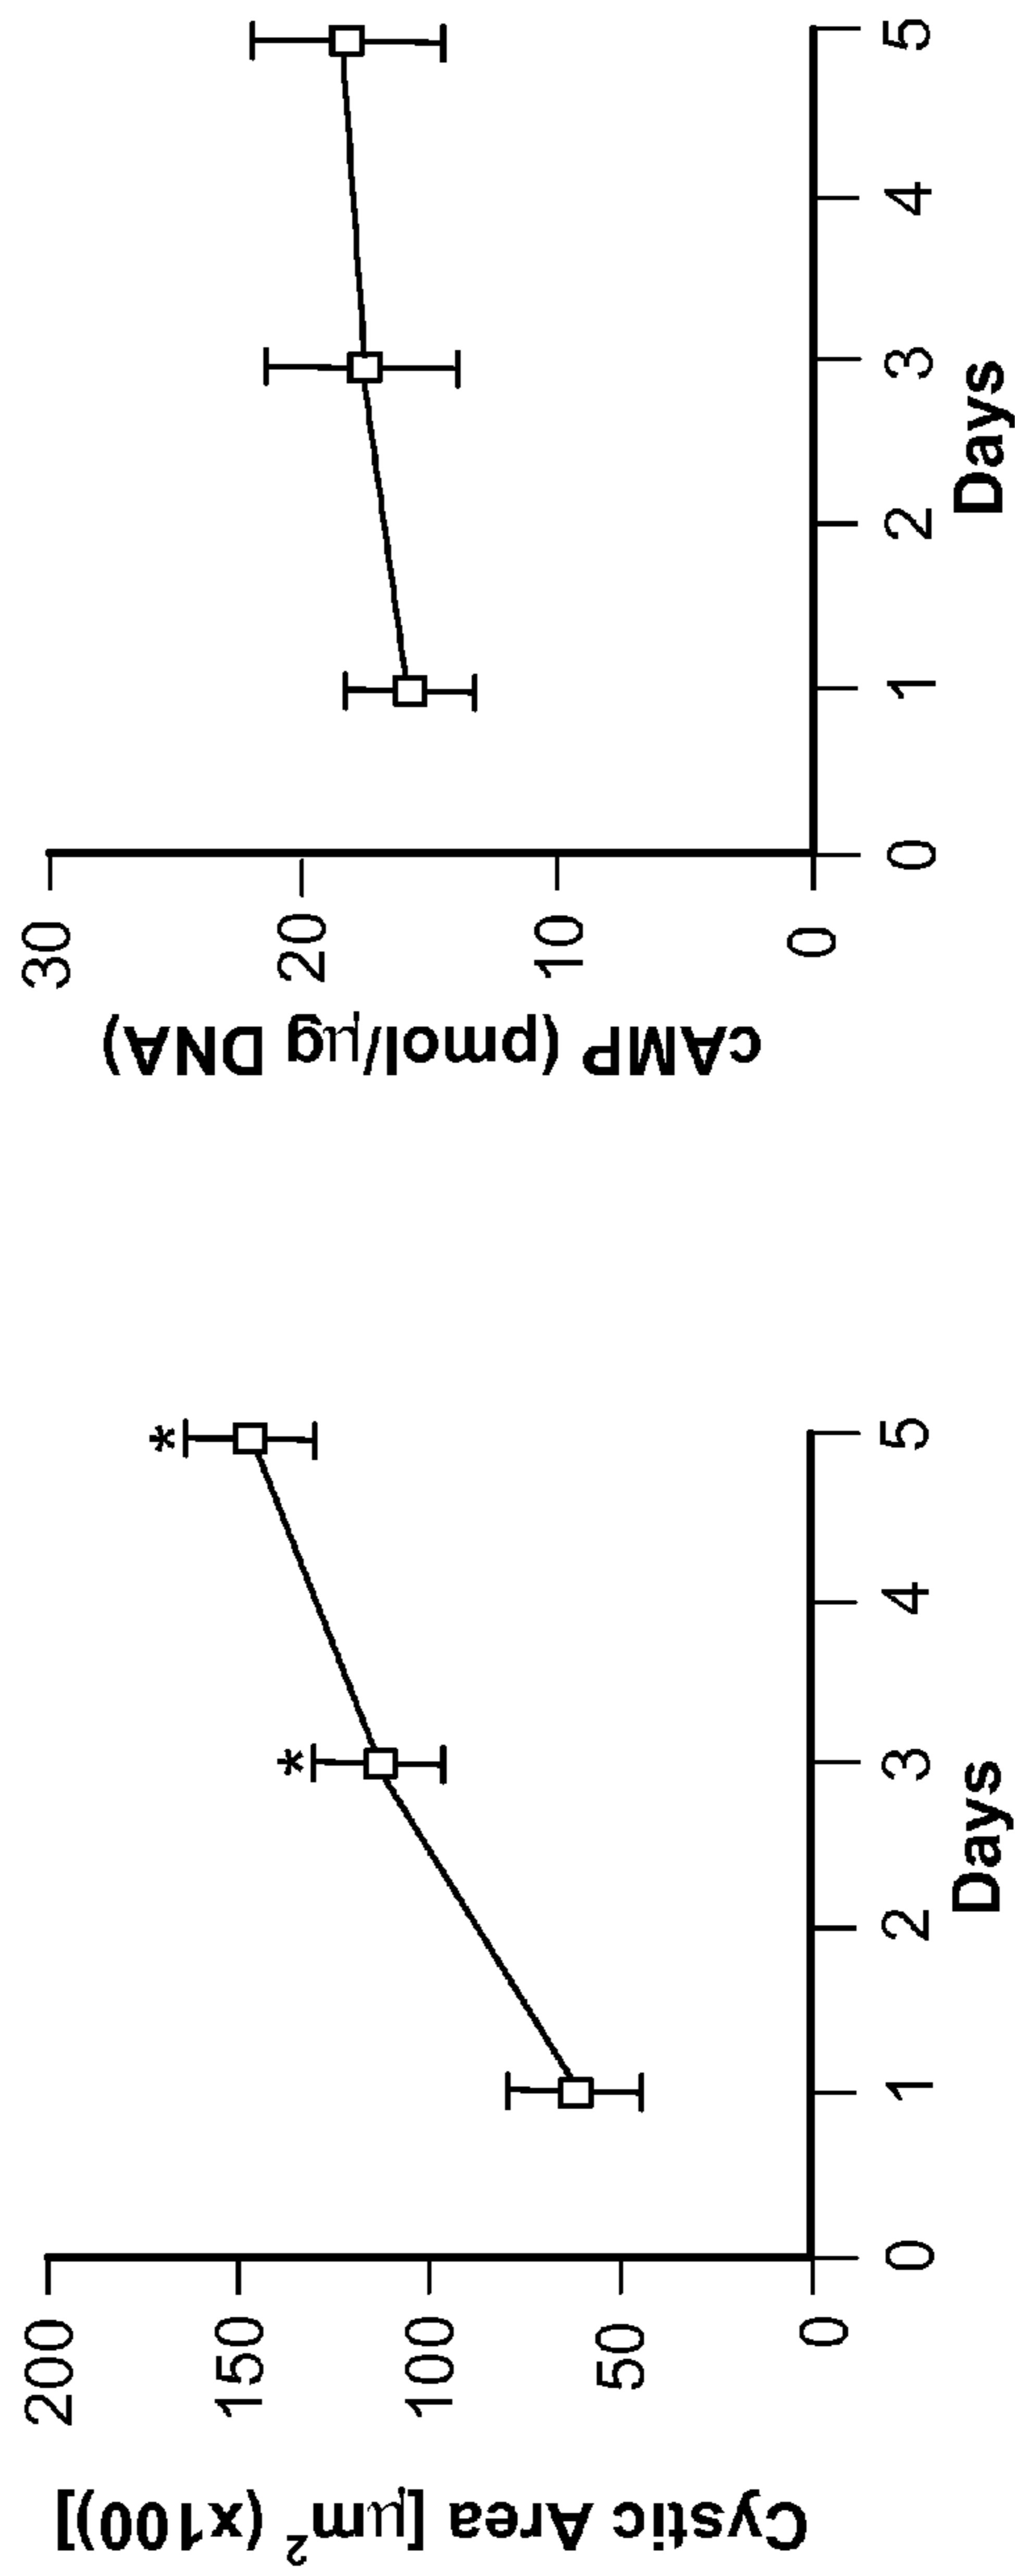 Cystic Area [μm² (x100)]
200
150
100
50
0
*
*
0 1 2 3 4 5
Days
cAMP (pmol/μg DNA)
30
20
10
0
0 1 2 3 4 5
Days